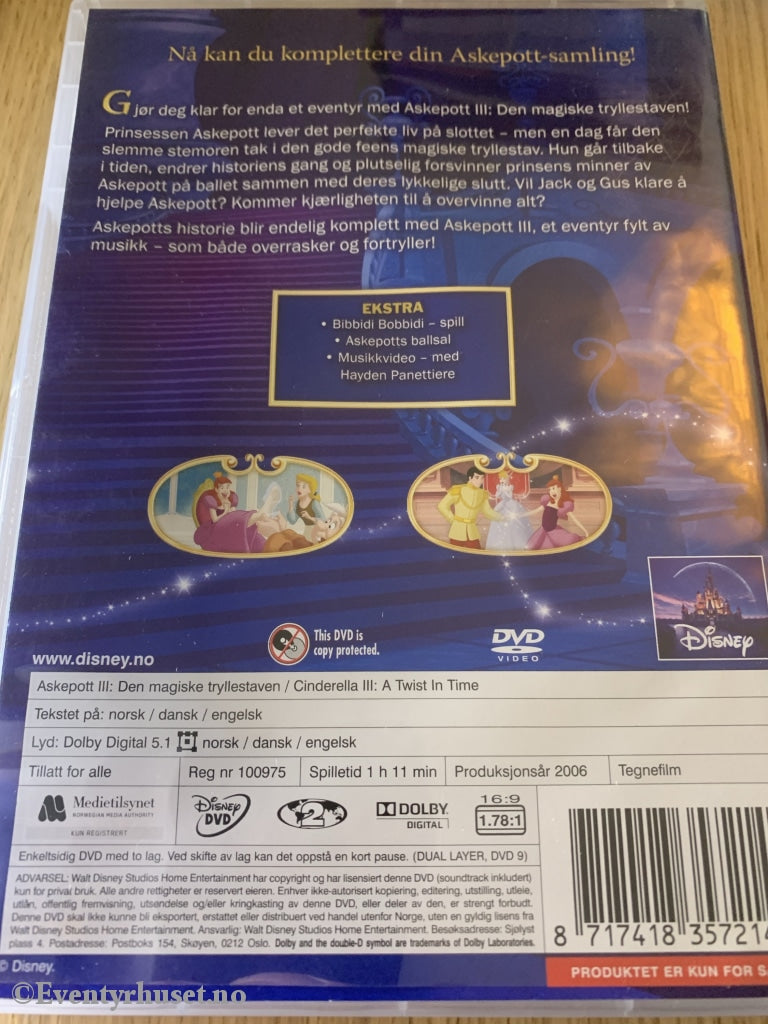 Nå kan du komplettere din Askepott-samling!
Gjør deg klar for enda et eventyr med Askepott III: Den magiske tryllestaven!
Prinsessen Askepott lever det perfekte liv på slottet – men en dag får den
slemme stemoren tak i den gode feens magiske tryllestav. Hun går tilbake
i tiden, endrer historiens gang og plutselig forsvinner prinsens minner av
Askepott på ballet sammen med deres lykkelige slutt. Vil Jack og Gus klare å
hjelpe Askepott? Kommer kjærligheten til å overvinne alt?
Askepotts historie blir endelig komplett med Askepott III, et eventyr fylt av
musikk – som både overrasker og fortryller!
EKSTRA
• Bibbidi Bobbidi – spill
• Askepotts ballsal
• Musikkvideo – med
Hayden Panettiere
www.disney.no
This DVD is
copy protected.
DVD
VIDEO
Disney
Askepott III: Den magiske tryllestaven / Cinderella III: A Twist In Time
Tekstet på: norsk / dansk / engelsk
Lyd: Dolby Digital 5.1 norsk / dansk / engelsk
Tillatt for alle Reg nr 100975 Spilletid 1 h 11 min Produksjonsår 2006 Tegnefilm
Medietilsynet
NORWEGIAN MEDIA AUTHORITY
KUN REGISTRERT
Disney
DVD
2
DOLBY
DIGITAL
16:9
1.78:1
Enkeltsidig DVD med to lag. Ved skifte av lag kan det oppstå en kort pause. (DUAL LAYER, DVD 9)
ADVARSEL: Walt Disney Studios Home Entertainment har copyright og har lisensiert denne DVD (soundtrack inkludert)
kun for privat bruk. Alle andre rettigheter er reservert eieren. Enhver ikke-autorisert kopiering, editering, utstilling, utleie,
utlån, offentlig fremvisning, utsendelse og/eller kringkasting av denne DVD, eller deler av den, er strengt forbudt.
Denne DVD skal ikke kunne bli eksportert, erstattet eller distribuert ved handel utenfor Norge, uten en gyldig lisens fra
Walt Disney Studios Home Entertainment. Ansvarlig: Walt Disney Studios Home Entertainment. Besøksadresse: Sjølyst
plass 4. Postadresse: Postboks 154, Skøyen, 0212 Oslo. Dolby and the double-D symbol are trademarks of Dolby Laboratories.
8 717418 357214
© Disney.
PRODUKTET ER KUN FOR SA
©Eventyrhuset.no